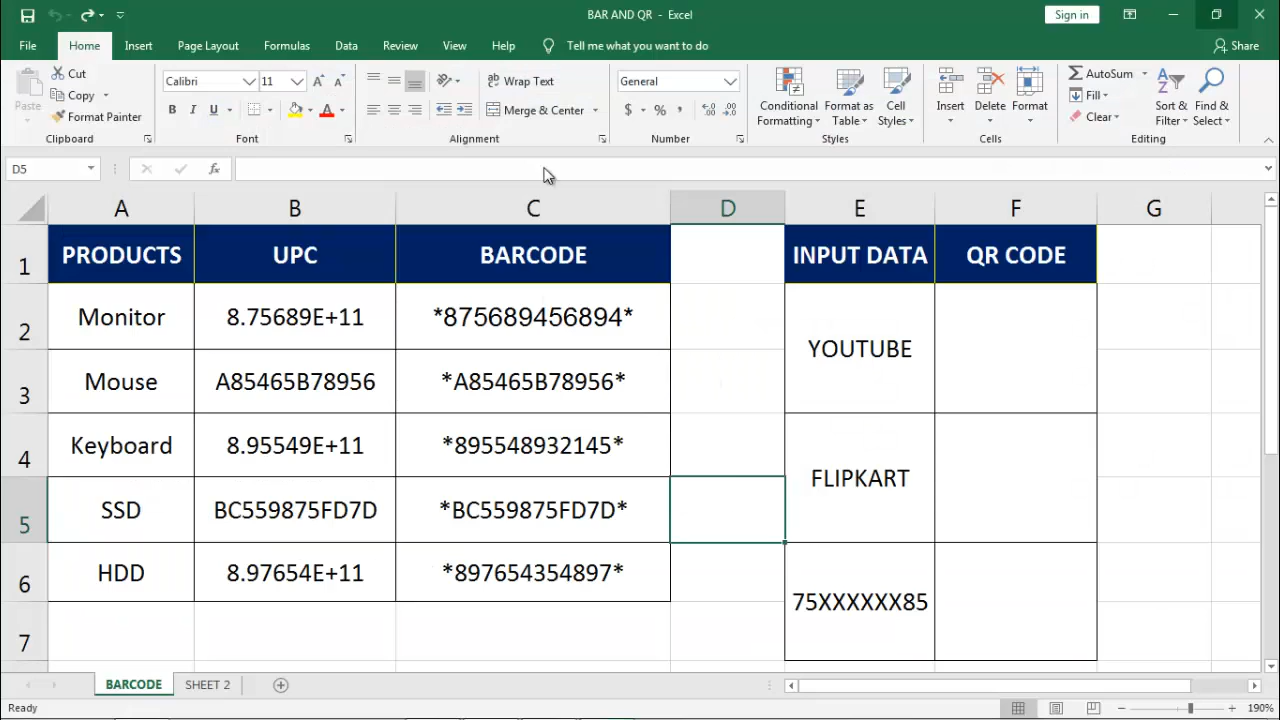 BAR AND QR - Excel
Sign in
File Home Insert Page Layout Formulas Data Review View Help Tell me what you want to do Share
Paste Cut Copy Format Painter Clipboard
Calibri 11 A A B I U A Font
ab Wrap Text Merge & Center Alignment
General $ % , .00 .0 Number
Conditional Formatting Format as Table Cell Styles Styles
Insert Delete Format Cells
AutoSum Fill Clear Sort & Filter Find & Select Editing
D5 fx
A B C D E F G
1 PRODUCTS UPC BARCODE INPUT DATA QR CODE
2 Monitor 8.75689E+11 *875689456894*
YOUTUBE
3 Mouse A85465B78956 *A85465B78956*
4 Keyboard 8.95549E+11 *895548932145*
FLIPKART
5 SSD BC559875FD7D *BC559875FD7D*
6 HDD 8.97654E+11 *897654354897*
75XXXXXX85
7
BARCODE SHEET 2
Ready 190%